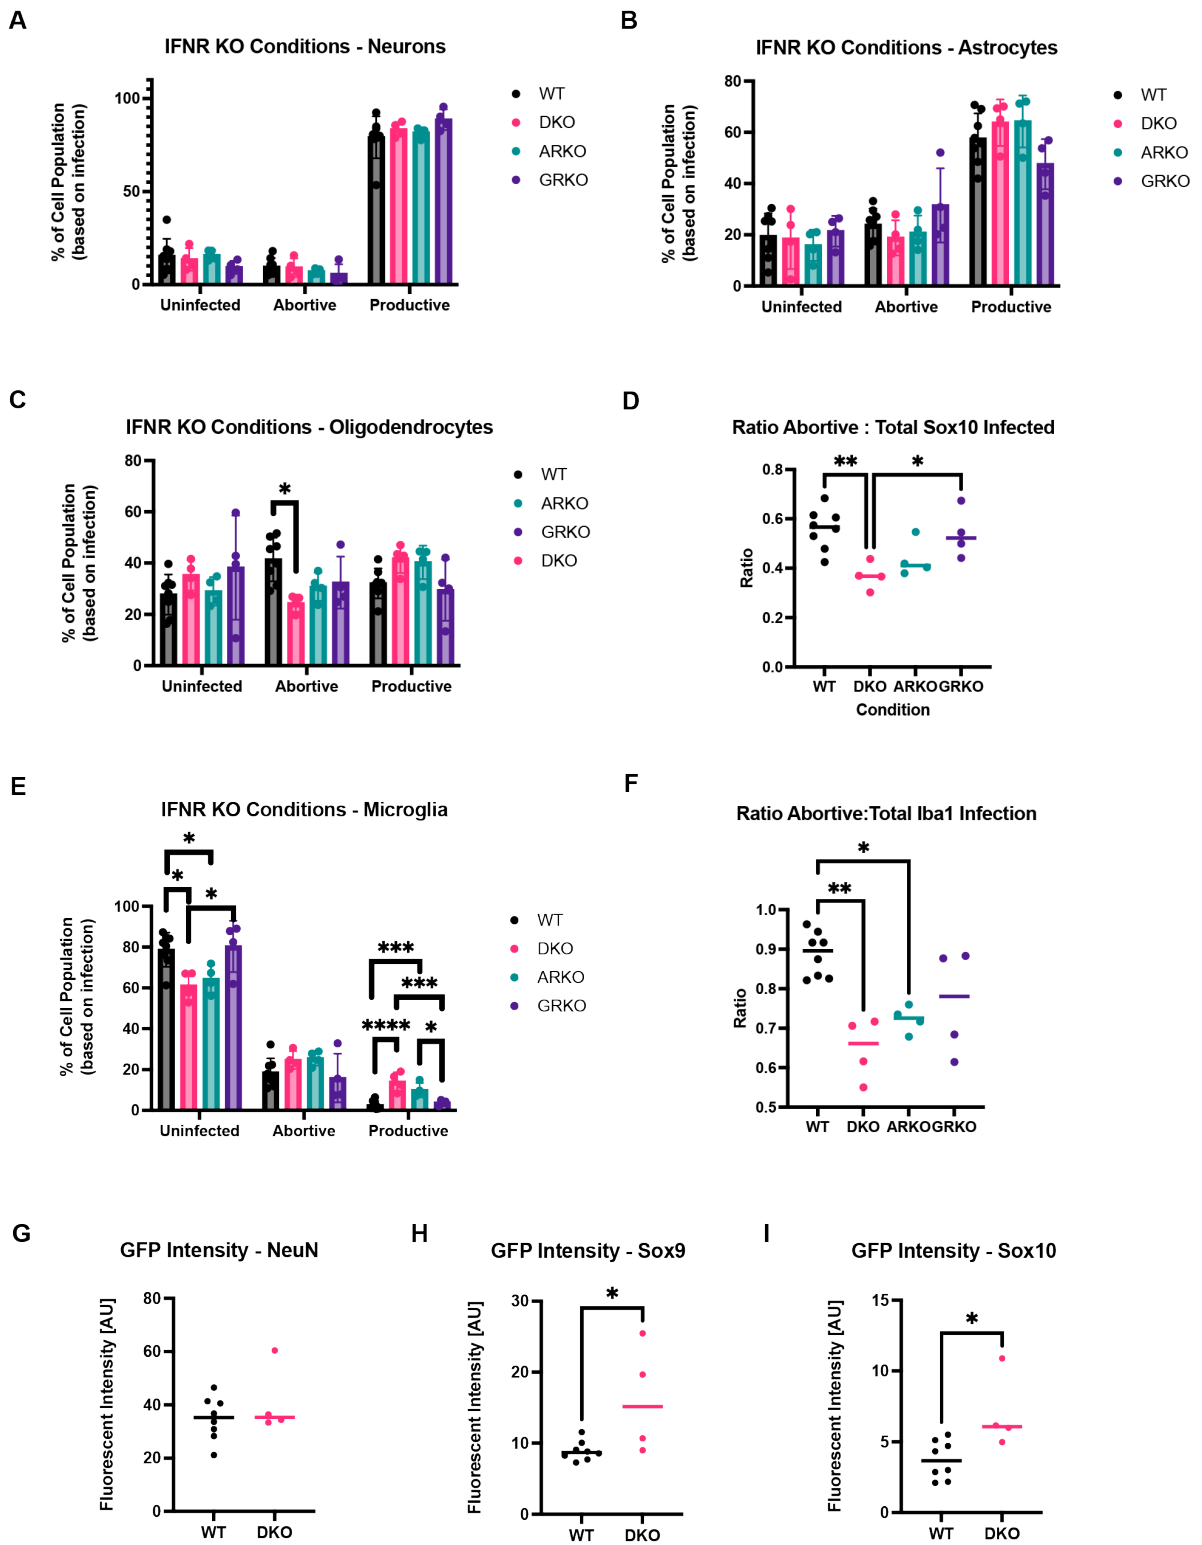 A
IFNR KO Conditions - Neurons
% of Cell Population
(based on infection)
100
50
0
Uninfected Abortive Productive
WT
DKO
ARKO
GRKO
B
IFNR KO Conditions - Astrocytes
% of Cell Population
(based on infection)
80
60
40
20
0
Uninfected Abortive Productive
WT
DKO
ARKO
GRKO
C
IFNR KO Conditions - Oligodendrocytes
% of Cell Population
(based on infection)
80
60
40
20
0
*
Uninfected Abortive Productive
WT
ARKO
GRKO
DKO
D
Ratio Abortive : Total Sox10 Infected
Ratio
0.8
0.6
0.4
0.2
0.0
** *
WT DKO ARKO GRKO
Condition
E
IFNR KO Conditions - Microglia
% of Cell Population
(based on infection)
100
80
60
40
20
0
*
* *
***
***
**** *
Uninfected Abortive Productive
WT
DKO
ARKO
GRKO
F
Ratio Abortive:Total Iba1 Infection
Ratio
1.0
0.9
0.8
0.7
0.6
0.5
*
**
WT DKO ARKO GRKO
G
GFP Intensity - NeuN
Fluorescent Intensity [AU]
80
60
40
20
0
WT DKO
H
GFP Intensity - Sox9
Fluorescent Intensity [AU]
30
20
10
0
*
WT DKO
I
GFP Intensity - Sox10
Fluorescent Intensity [AU]
15
10
5
0
*
WT DKO